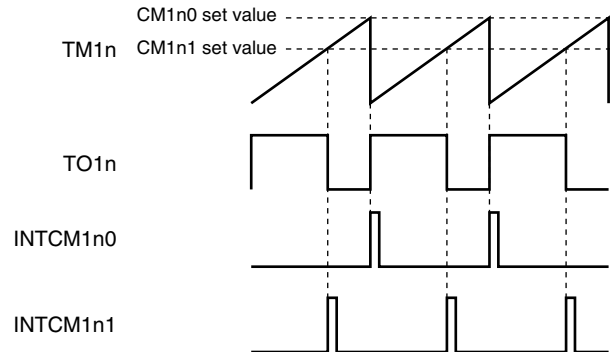 CM1n0 set value
CM1n1 set value
TM1n
TO1n
INTCM1n0
INTCM1n1